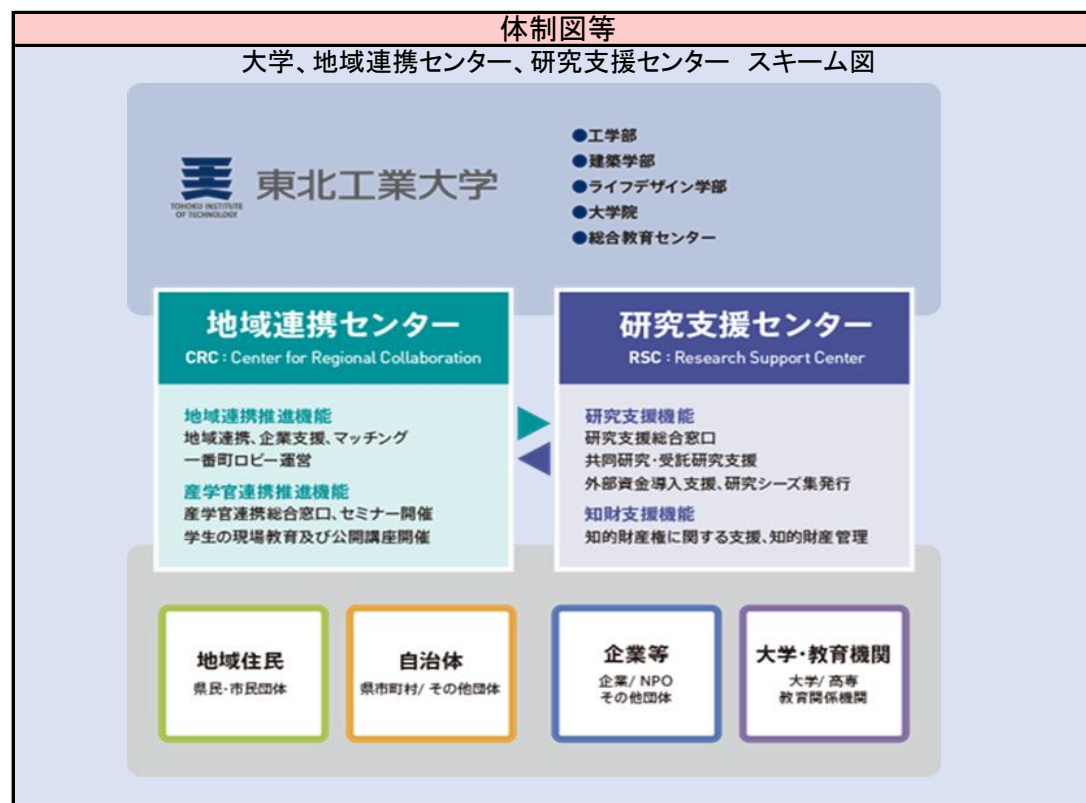 体制図等
大学、地域連携センター、研究支援センター スキーム図
TOHOKU INSTITUTE
OF TECHNOLOGY
東北工業大学
●工学部
●建築学部
●ライフデザイン学部
●大学院
●総合教育センター
地域連携センター
CRC : Center for Regional Collaboration
地域連携推進機能
地域連携、企業支援、マッチング
一番町ロビー運営
産学官連携推進機能
産学官連携総合窓口、セミナー開催
学生の現場教育及び公開講座開催
研究支援センター
RSC : Research Support Center
研究支援機能
研究支援総合窓口
共同研究・受託研究支援
外部資金導入支援、研究シーズ集発行
知財支援機能
知的財産権に関する支援、知的財産管理
地域住民
県民・市民団体
自治体
県市町村/ その他団体
企業等
企業/ NPO
その他団体
大学・教育機関
大学/ 高専
教育関係機関